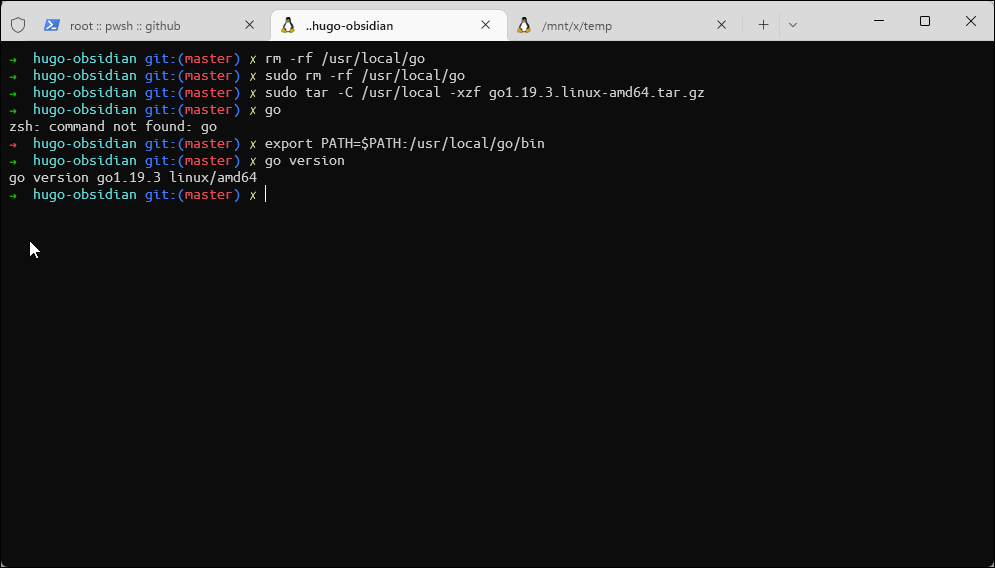 root :: pwsh :: github
..hugo-obsidian
/mnt/x/temp
→ hugo-obsidian git:(master) ✗ rm -rf /usr/local/go
→ hugo-obsidian git:(master) ✗ sudo rm -rf /usr/local/go
→ hugo-obsidian git:(master) ✗ sudo tar -C /usr/local -xzf go1.19.3.linux-amd64.tar.gz
→ hugo-obsidian git:(master) ✗ go
zsh: command not found: go
→ hugo-obsidian git:(master) ✗ export PATH=$PATH:/usr/local/go/bin
→ hugo-obsidian git:(master) ✗ go version
go version go1.19.3 linux/amd64
→ hugo-obsidian git:(master) ✗